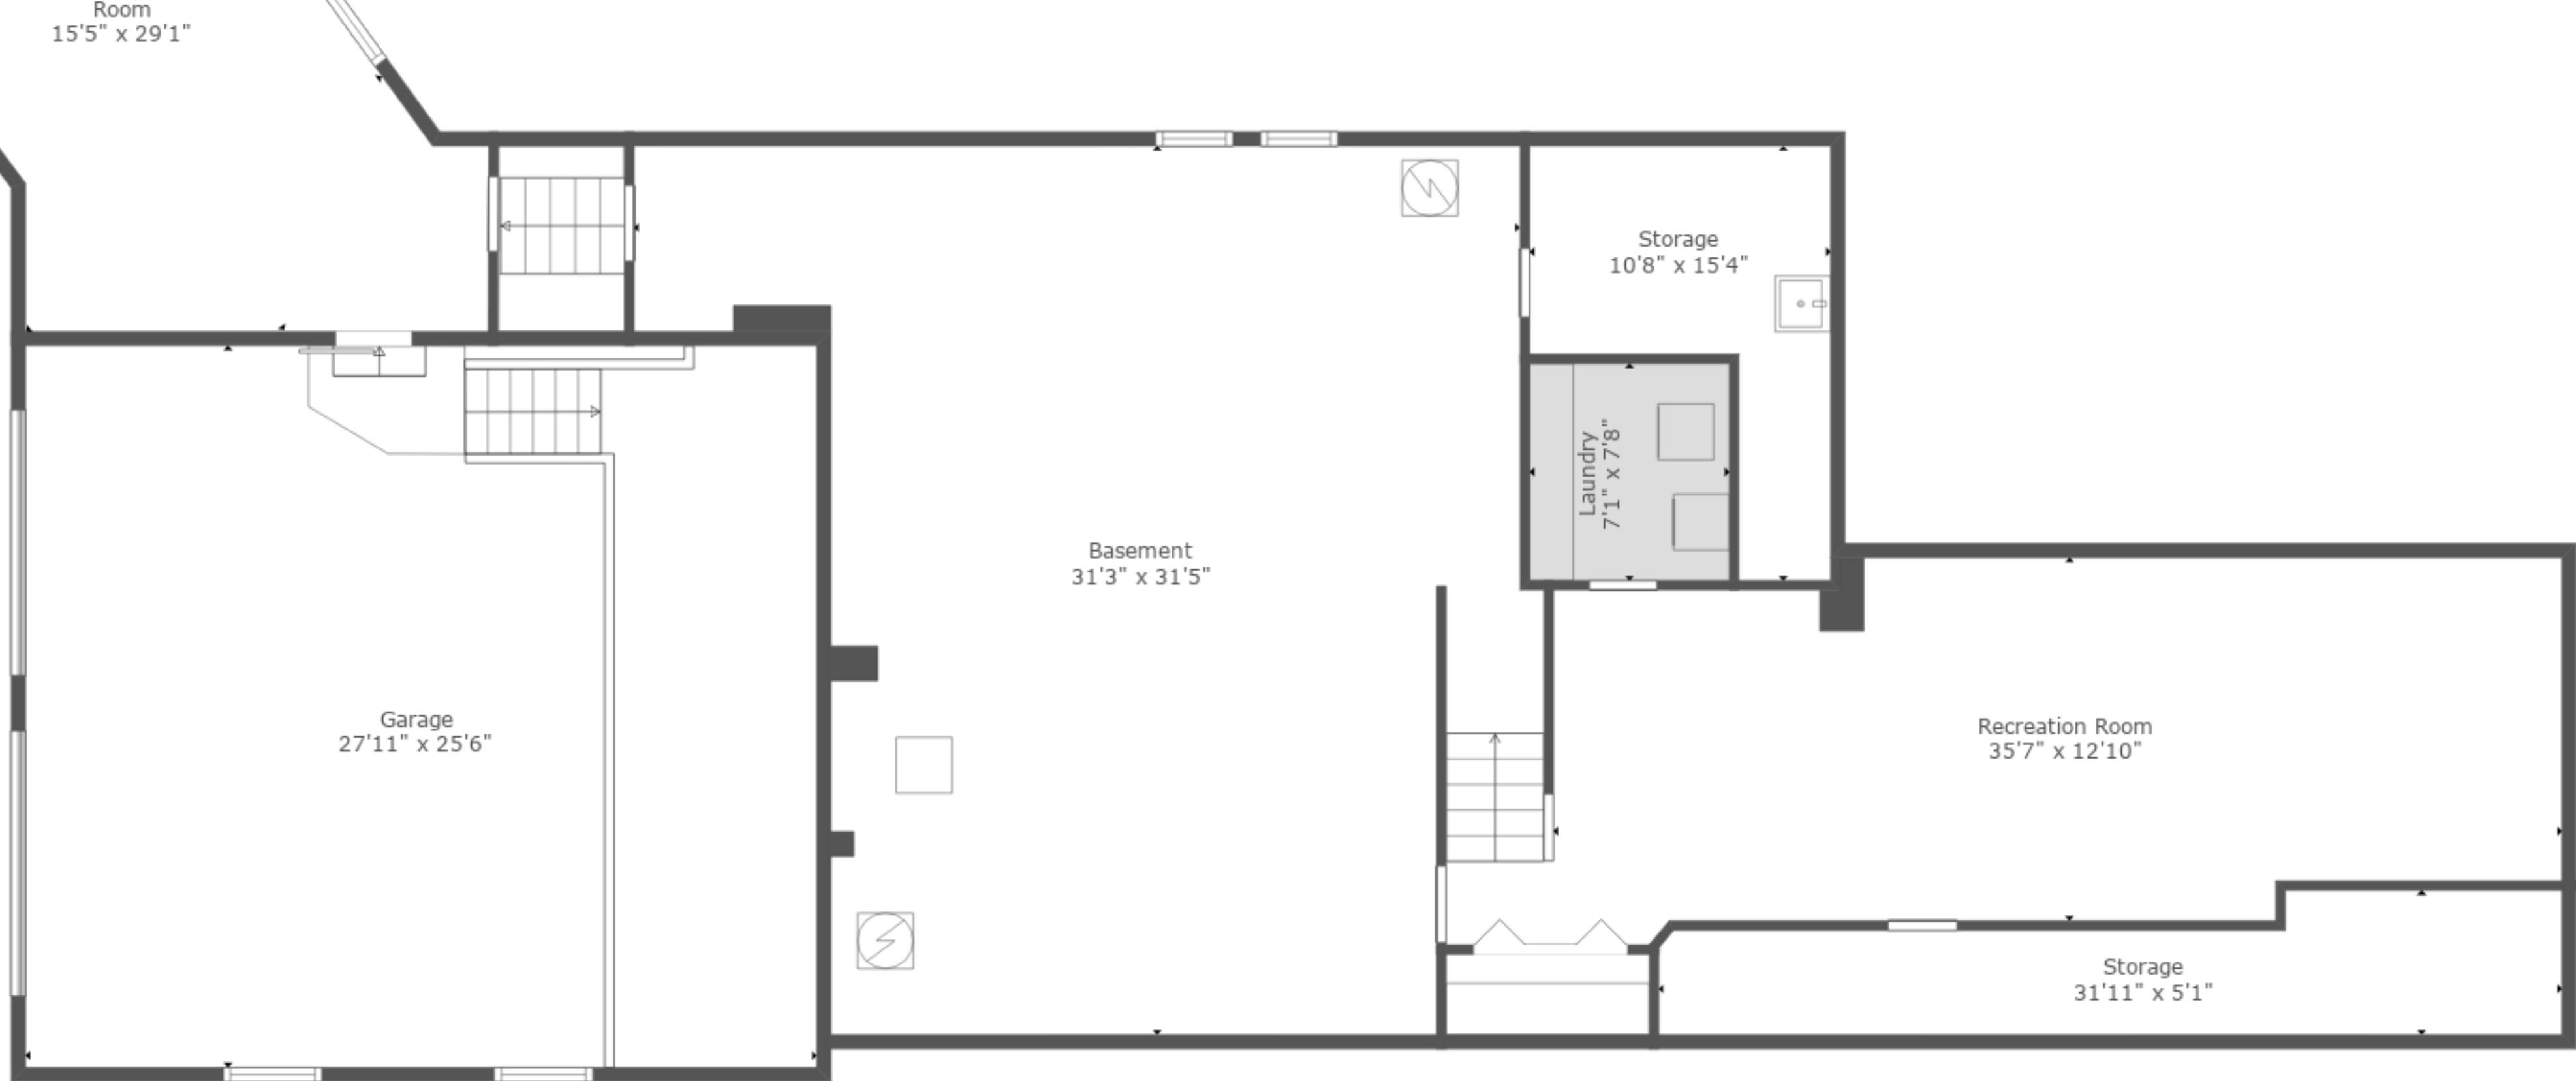 Room
15'5" x 29'1"
Storage
10'8" x 15'4"
Laundry
7'1" x 7'8"
Basement
31'3" x 31'5"
Garage
27'11" x 25'6"
Recreation Room
35'7" x 12'10"
Storage
31'11" x 5'1"